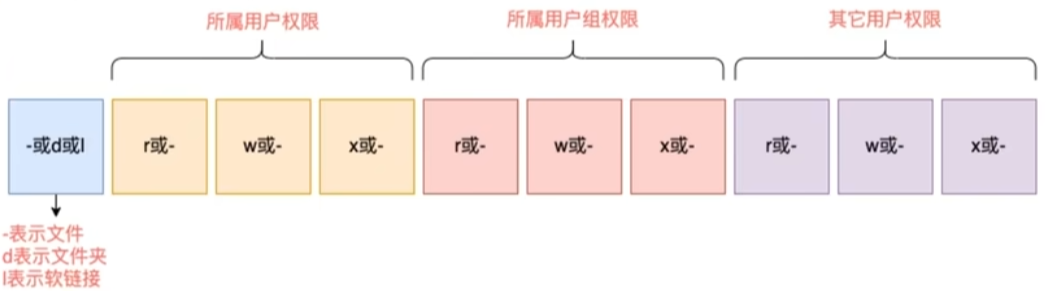 所属用户权限 所属用户组权限 其它用户权限
-或d或l r或- w或- x或- r或- w或- x或- r或- w或- x或-
-表示文件
d表示文件夹
l表示软链接